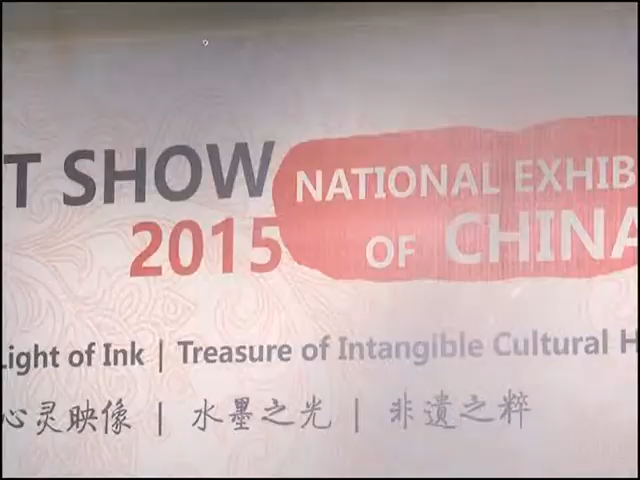 T SHOW
2015
NATIONAL EXHIB
OF CHINA
Light of Ink | Treasure of Intangible Cultural H
心灵映像 | 水墨之光 | 非遗之粹